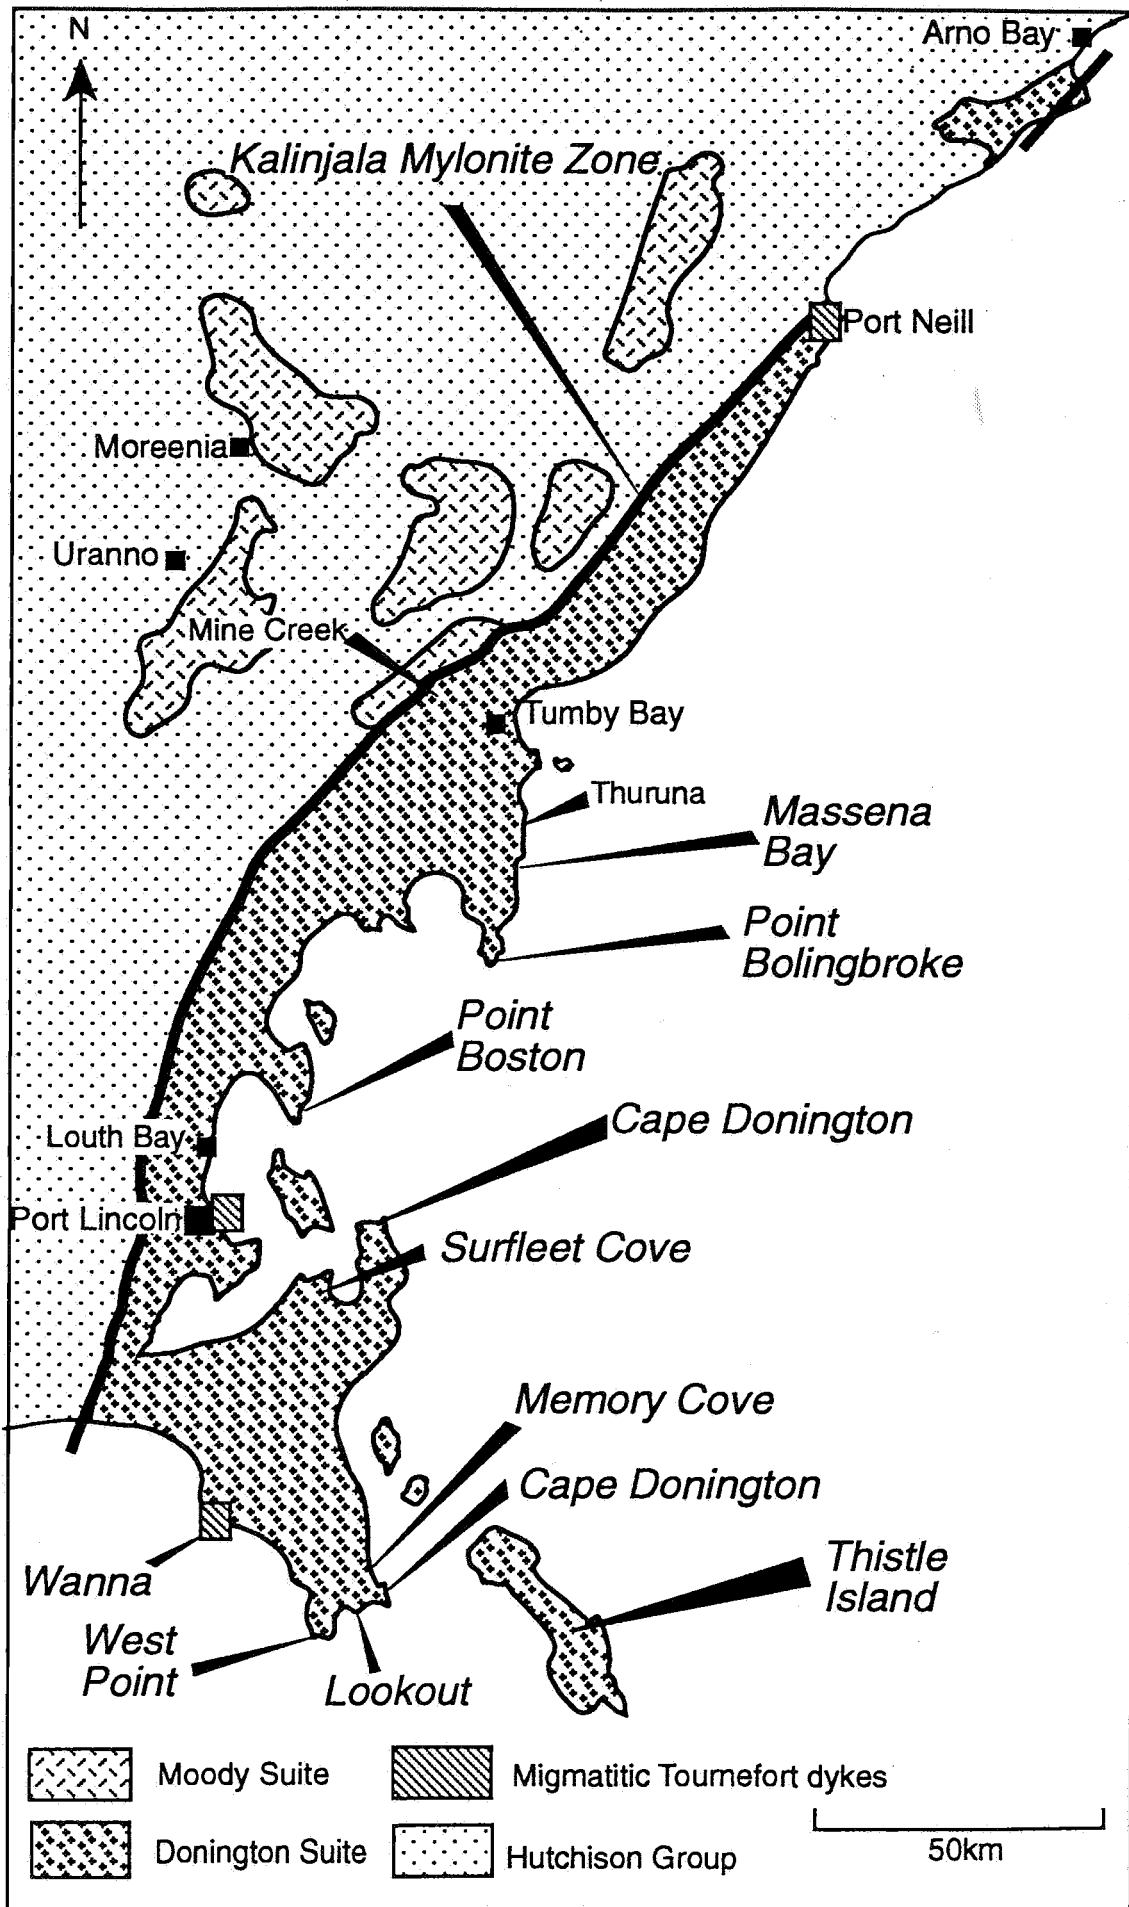 N
Arno Bay
Kalinjala Mylonite Zone
Port Neill
Moreenia
Uranno
Mine Creek
Tumby Bay
Thuruna
Massena
Bay
Point
Bolingbroke
Point
Boston
Cape Donington
Louth Bay
Port Lincoln
Surfleet Cove
Memory Cove
Cape Donington
Thistle
Island
Wanna
West
Point
Lookout
Moody Suite
Migmatitic Tournefort dykes
Donington Suite
Hutchison Group
50km